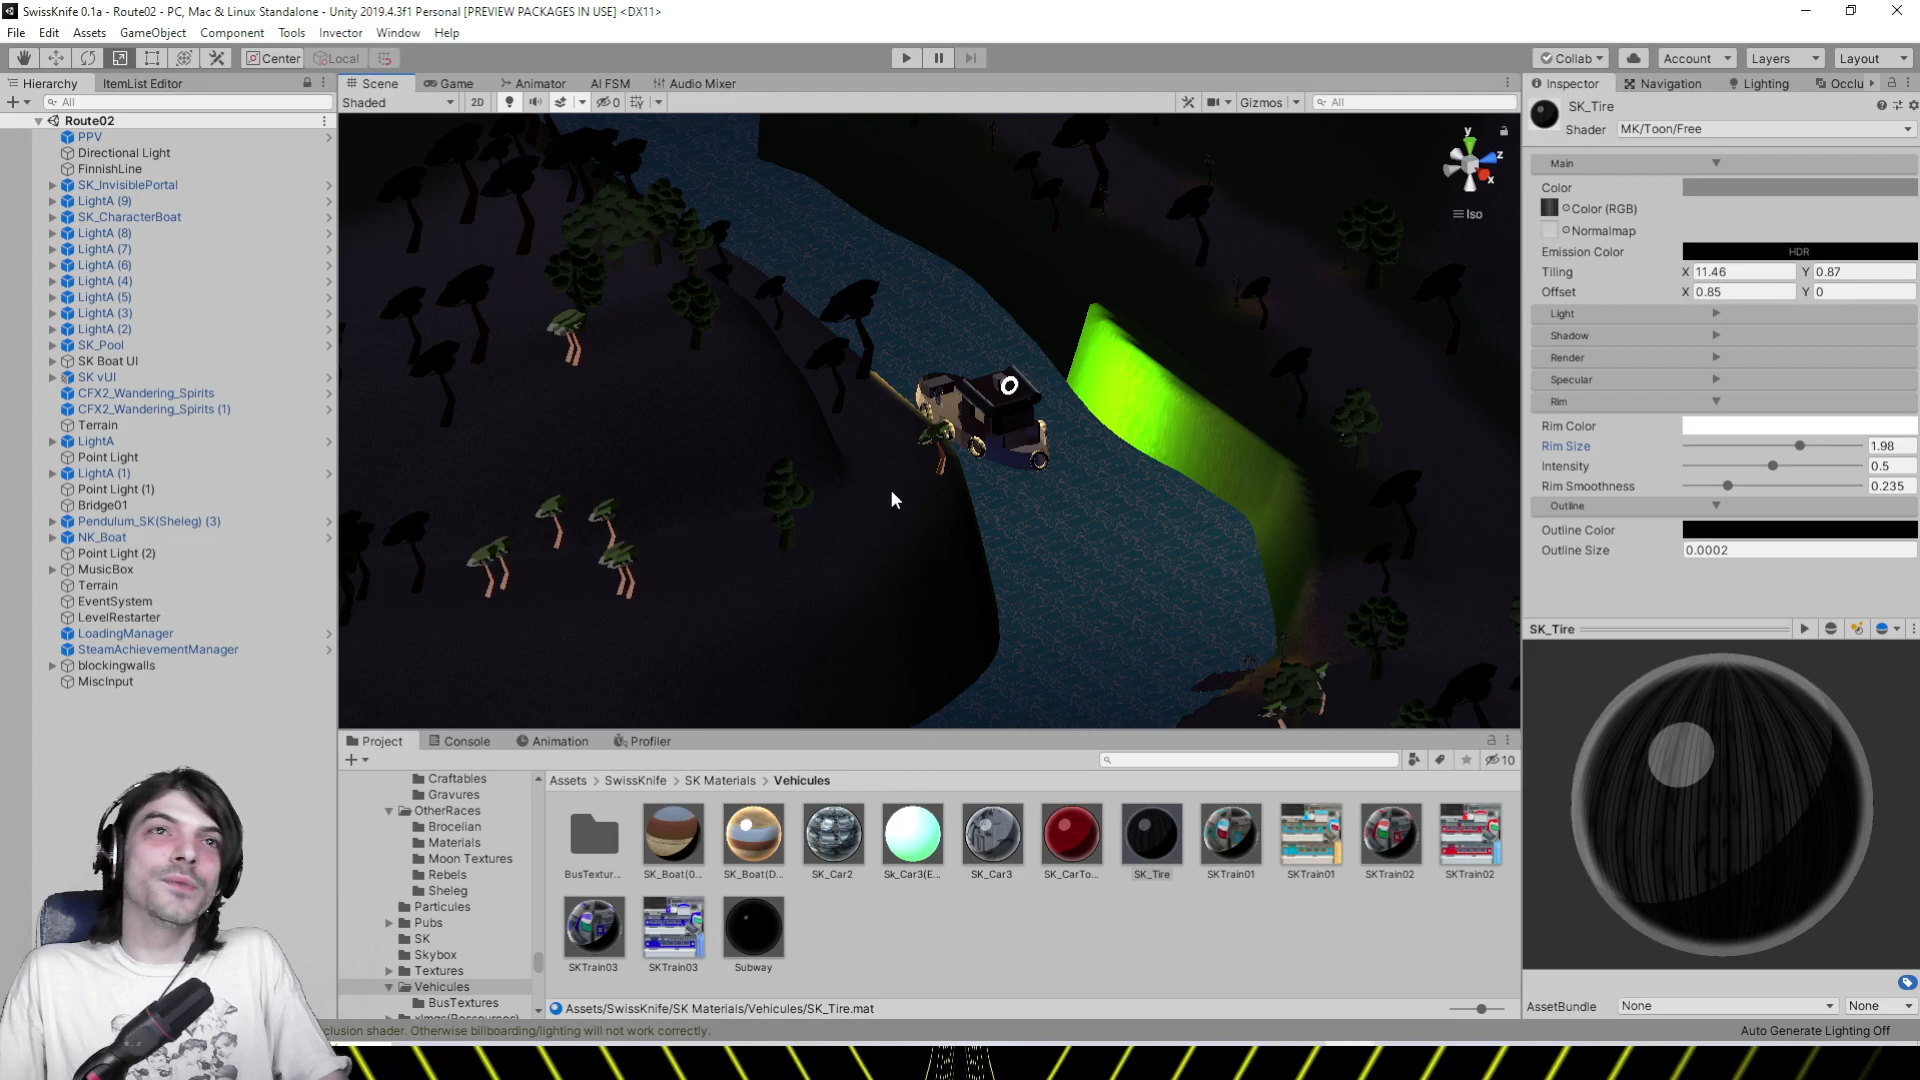 SwissKnife 0.1a - Route02 - PC, Mac & Linux Standalone - Unity 2019.4.3f1 Personal [PREVIEW PACKAGES IN USE] <DX11>
File Edit Assets GameObject Component Tools Invector Window Help
Center Local Collab Account Layers Layout
Hierarchy ItemList Editor
All
Route02
PPV
Directional Light
FinnishLine
SK_InvisiblePortal
LightA (9)
SK_CharacterBoat
LightA (8)
LightA (7)
LightA (6)
LightA (4)
LightA (5)
LightA (3)
LightA (2)
SK_Pool
SK Boat UI
SK vUI
CFX2_Wandering_Spirits
CFX2_Wandering_Spirits (1)
Terrain
LightA
Point Light
LightA (1)
Point Light (1)
Bridge01
Pendulum_SK(Sheleg) (3)
NK_Boat
Point Light (2)
MusicBox
Terrain
EventSystem
LevelRestarter
LoadingManager
SteamAchievementManager
blockingwalls
MiscInput
Scene Game Animator AI FSM Audio Mixer
Shaded 2D 0 Gizmos All
y
z
x
Iso
Project Console Animation Profiler
10
Craftables
Gravures
OtherRaces
Brocelian
Materials
Moon Textures
Rebels
Sheleg
Particules
Pubs
SK
Skybox
Textures
Vehicules
BusTextures
Assets > SwissKnife > SK Materials > Vehicules
BusTextur... SK_Boat(0... SK_Boat(D... SK_Car2 Sk_Car3(E... SK_Car3 SK_CarTo... SK_Tire SKTrain01 SKTrain01 SKTrain02 SKTrain02
SKTrain03 SKTrain03 Subway
Assets/SwissKnife/SK Materials/Vehicules/SK_Tire.mat
clusion shader. Otherwise billboarding/lighting will not work correctly.
Auto Generate Lighting Off
Inspector Navigation Lighting Occlu
SK_Tire
Shader MK/Toon/Free
Main
Color
Color (RGB)
Normalmap
Emission Color HDR
Tiling X 11.46 Y 0.87
Offset X 0.85 Y 0
Light
Shadow
Render
Specular
Rim
Rim Color
Rim Size 1.98
Intensity 0.5
Rim Smoothness 0.235
Outline
Outline Color
Outline Size 0.0002
SK_Tire
AssetBundle None None